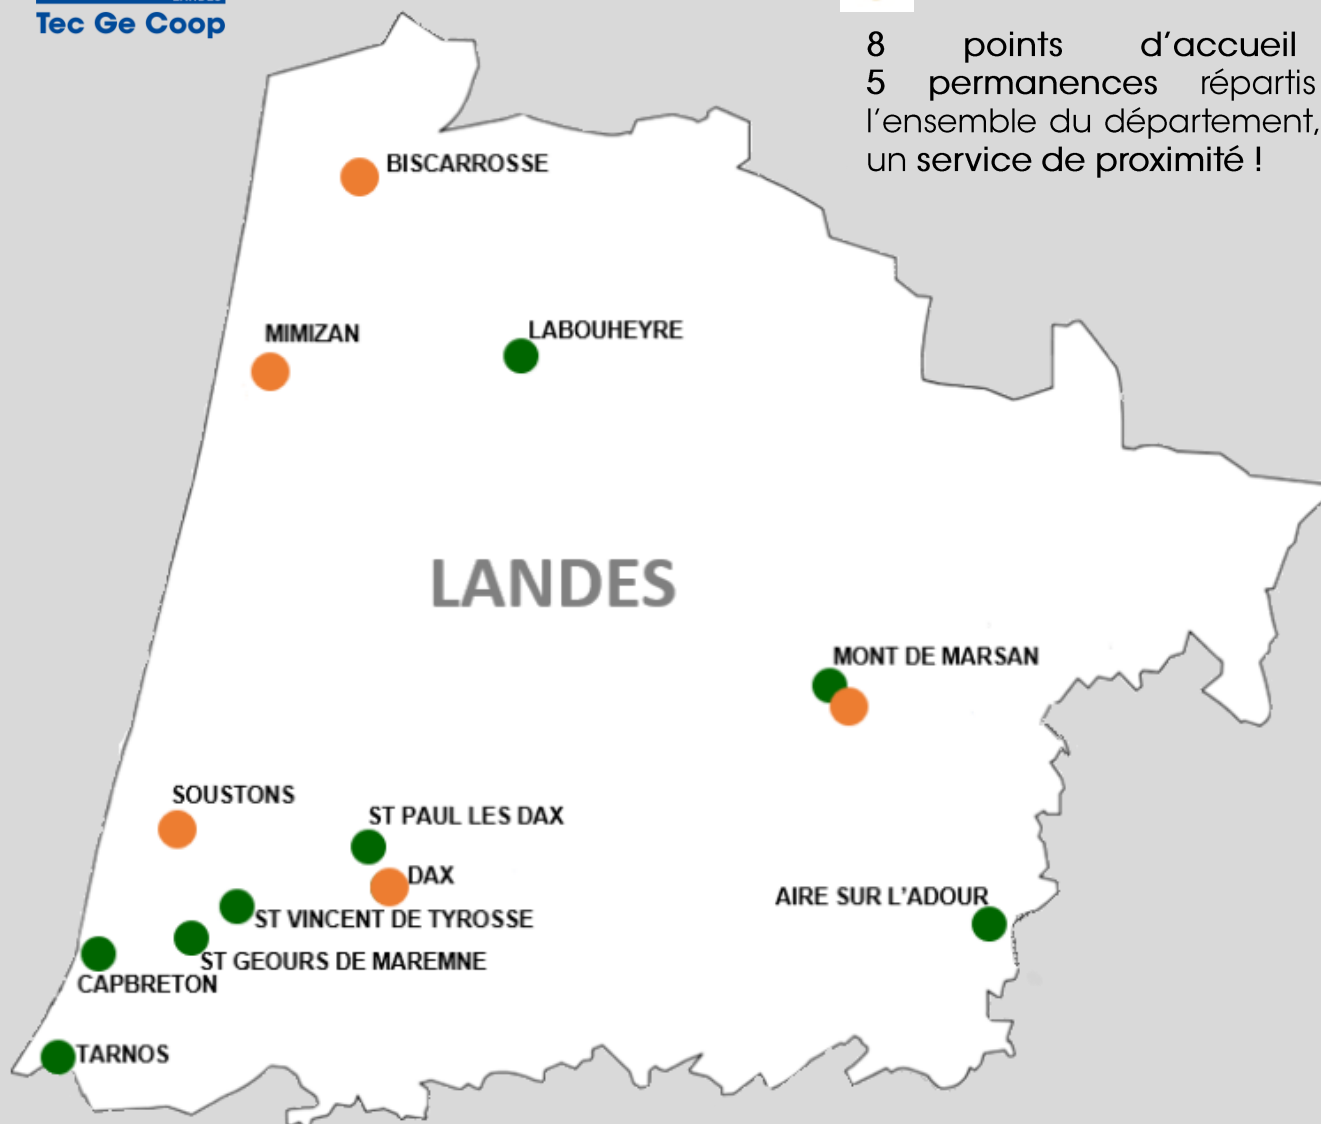 Tec Ge Coop
8 points d'accueil
5 permanences répartis
l'ensemble du département,
un service de proximité !
BISCARROSSE
MIMIZAN
LABOUHEYRE
LANDES
MONT DE MARSAN
SOUSTONS
ST PAUL LES DAX
DAX
AIRE SUR L'ADOUR
ST VINCENT DE TYROSSE
ST GEOURS DE MAREMNE
CAPBRETON
TARNOS